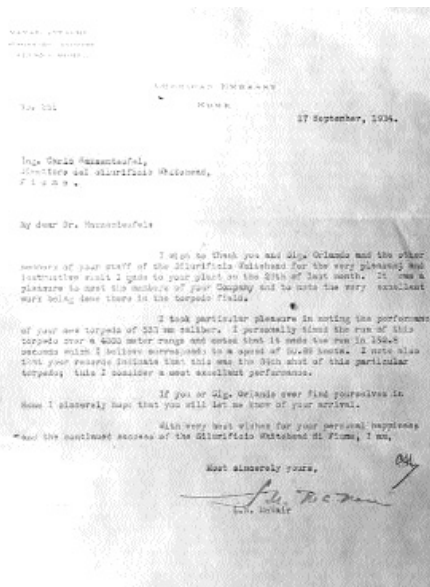 AMERICAN EMBASSY
ROME
17 September, 1934.
Ing. Carlo
Direttore del Silurificio Whitehead,
Fiume.
My dear Dr.
I wish to thank you and Sig. Orlando and the other
members of your staff of the Silurificio Whitehead for the very pleasant and
instructive visit I made to your plant on the of last month. It was a
pleasure to meet the members of your Company and to note the very excellent
work being done there in the torpedo field.
I took particular pleasure in noting the performance
of your new torpedo of 533 mm caliber. I personally timed the run of this
torpedo over a 4000 meter range and noted that it made the run in
seconds which I believe corresponds to a speed of knots. I note also
that your records indicate that this was the shot of this particular
torpedo; this I consider a most excellent performance.
If you or Sig. Orlando ever find yourselves in
Rome I sincerely hope that you will let me know of your arrival.
With very best wishes for your personal happiness
and the continued success of the Silurificio Whitehead di Fiume, I am,
Most sincerely yours,
McNair